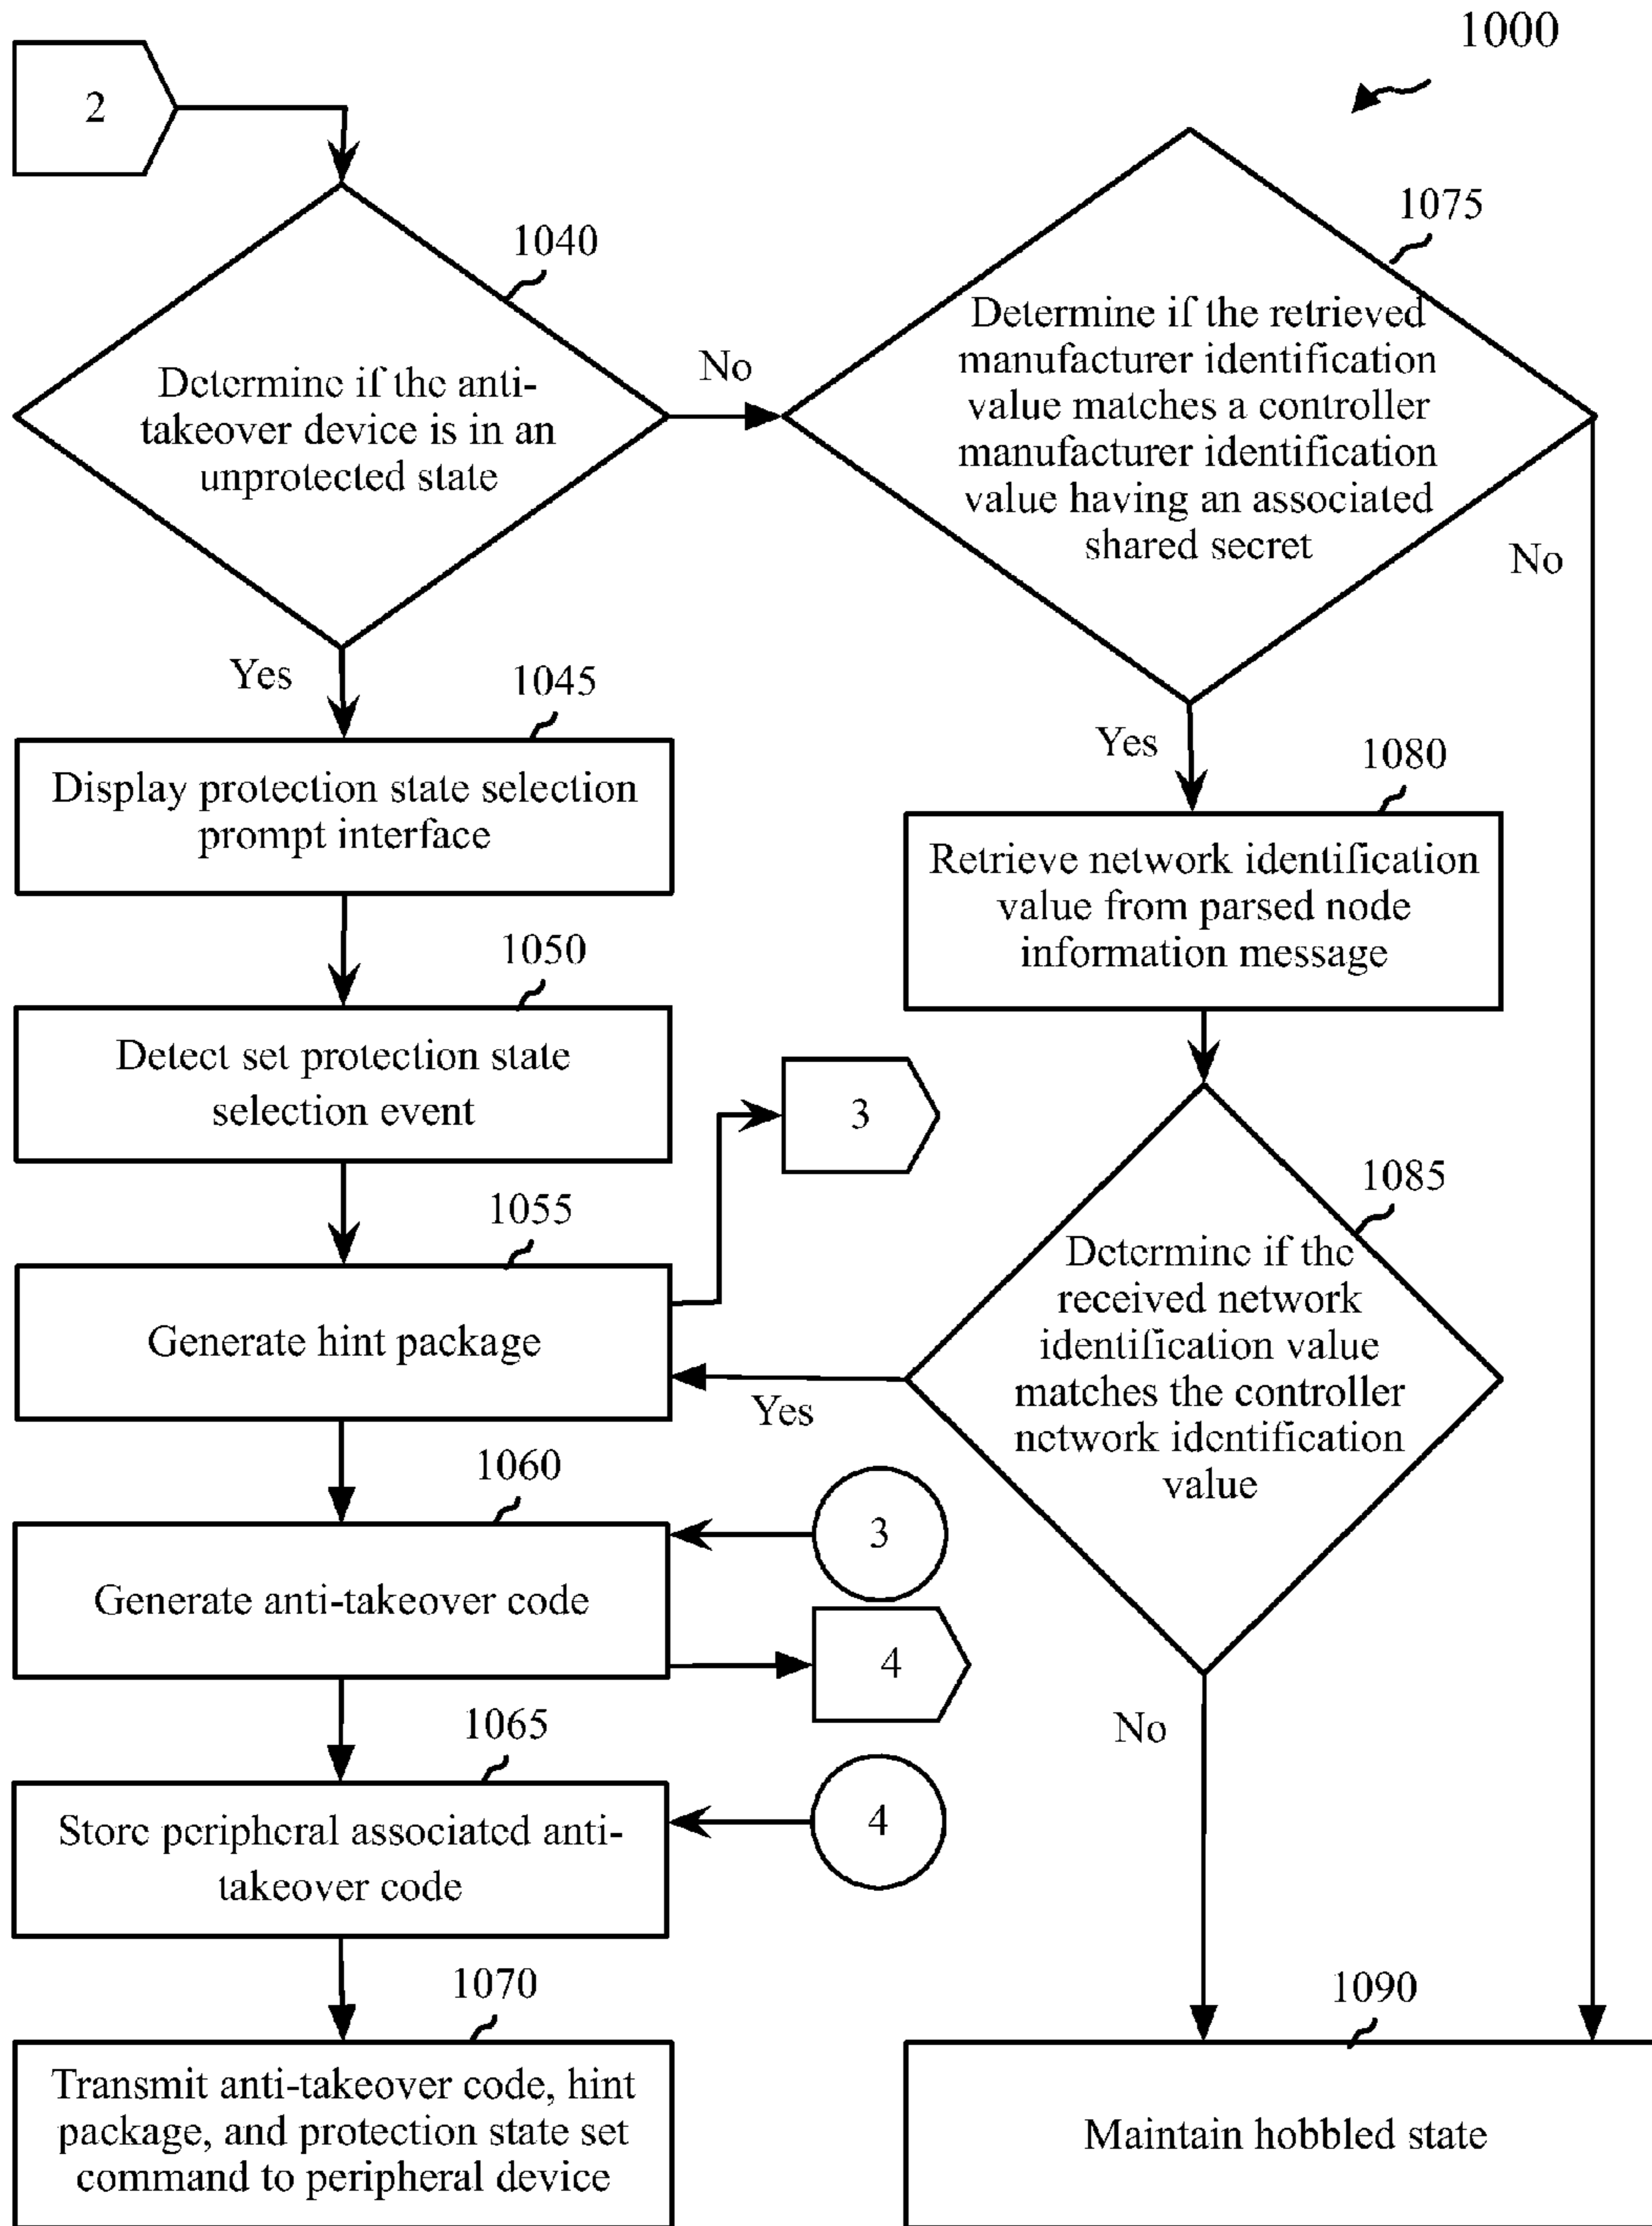 1000
2
1040
Determine if the anti-
takeover device is in an
unprotected state
No
1075
Determine if the retrieved
manufacturer identification
value matches a controller
manufacturer identification
value having an associated
shared secret
No
Yes
1045
Display protection state selection
prompt interface
Yes
1080
Retrieve network identification
value from parsed node
information message
1050
Detect set protection state
selection event
3
1055
Generate hint package
1085
Determine if the
received network
identification value
matches the controller
network identification
value
Yes
1060
Generate anti-takeover code
3
4
1065
Store peripheral associated anti-
takeover code
4
No
1070
Transmit anti-takeover code, hint
package, and protection state set
command to peripheral device
1090
Maintain hobbled state